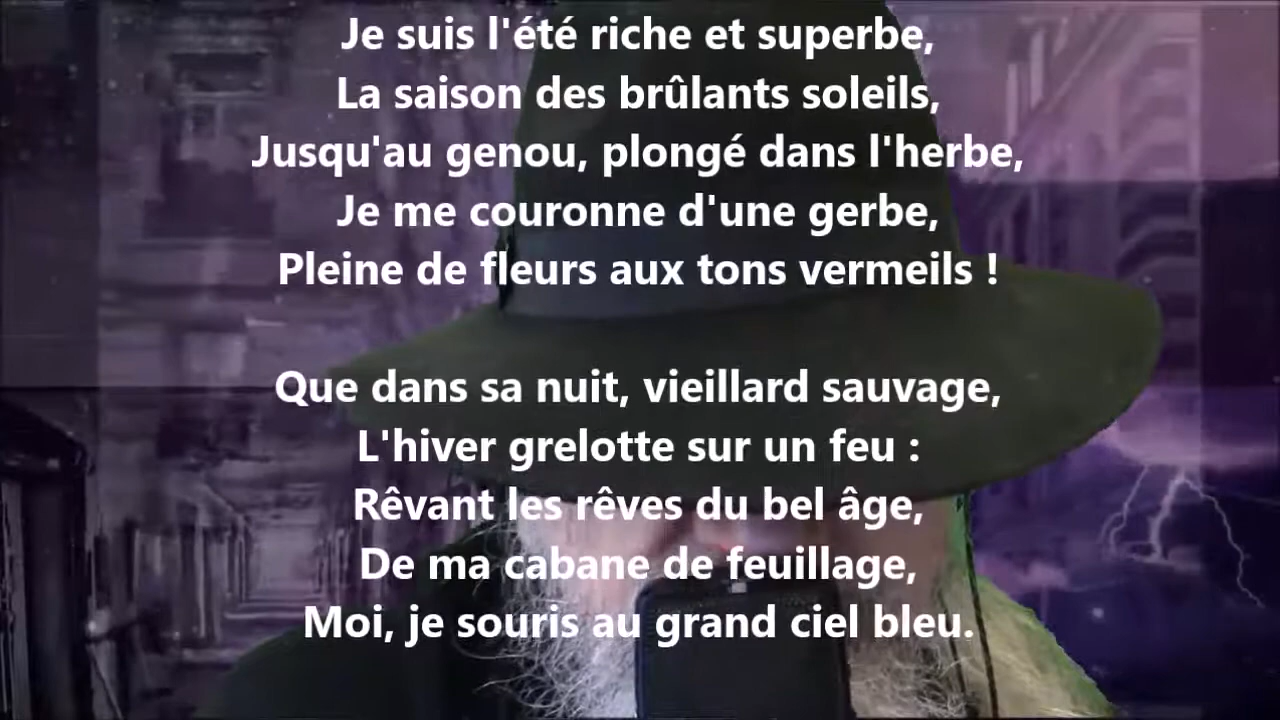 Je suis l'été riche et superbe,
La saison des brûlants soleils,
Jusqu'au genou, plongé dans l'herbe,
Je me couronne d'une gerbe,
Pleine de fleurs aux tons vermeils !
Que dans sa nuit, vieillard sauvage,
L'hiver grelotte sur un feu :
Rêvant les rêves du bel âge,
De ma cabane de feuillage,
Moi, je souris au grand ciel bleu.